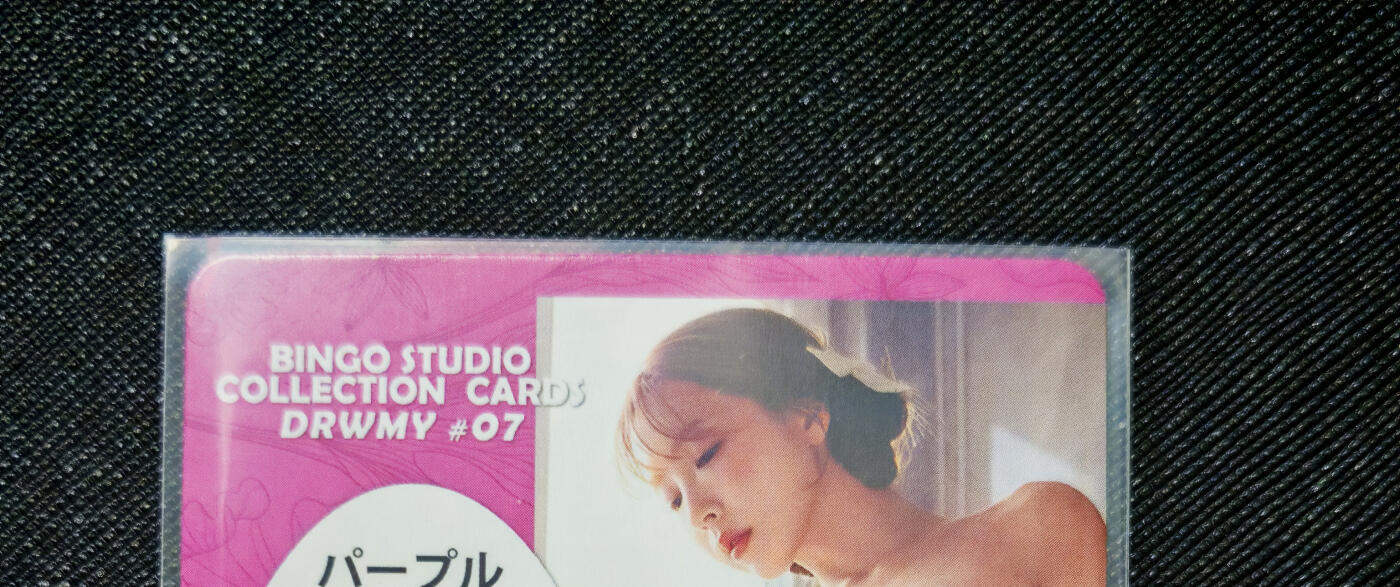 BINGO STUDIO
COLLECTION CARDS
DRWMY #07
パープル